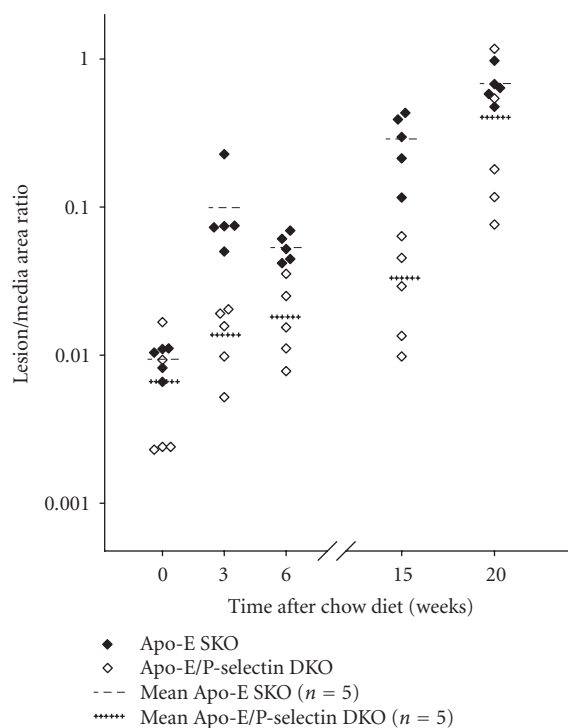 Lesion/media area ratio
1
0.1
0.01
0.001
0 3 6 15 20
Time after chow diet (weeks)
Apo-E SKO
Apo-E/P-selectin DKO
Mean Apo-E SKO (n = 5)
Mean Apo-E/P-selectin DKO (n = 5)